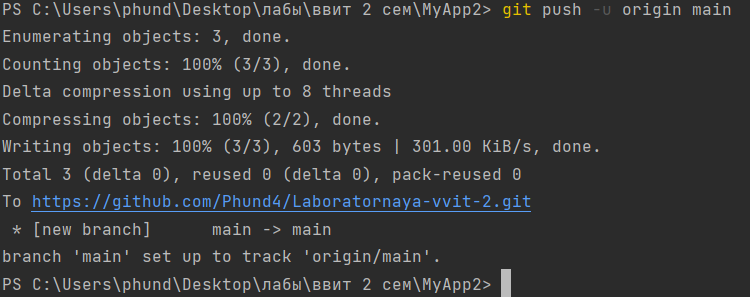 PS C:\Users\phund\Desktop\лабы\ввит 2 сем\MyApp2> git push -u origin main
Enumerating objects: 3, done.
Counting objects: 100% (3/3), done.
Delta compression using up to 8 threads
Compressing objects: 100% (2/2), done.
Writing objects: 100% (3/3), 603 bytes | 301.00 KiB/s, done.
Total 3 (delta 0), reused 0 (delta 0), pack-reused 0
To https://github.com/Phund4/Laboratornaya-vvit-2.git
 * [new branch]      main -> main
branch 'main' set up to track 'origin/main'.
PS C:\Users\phund\Desktop\лабы\ввит 2 сем\MyApp2>